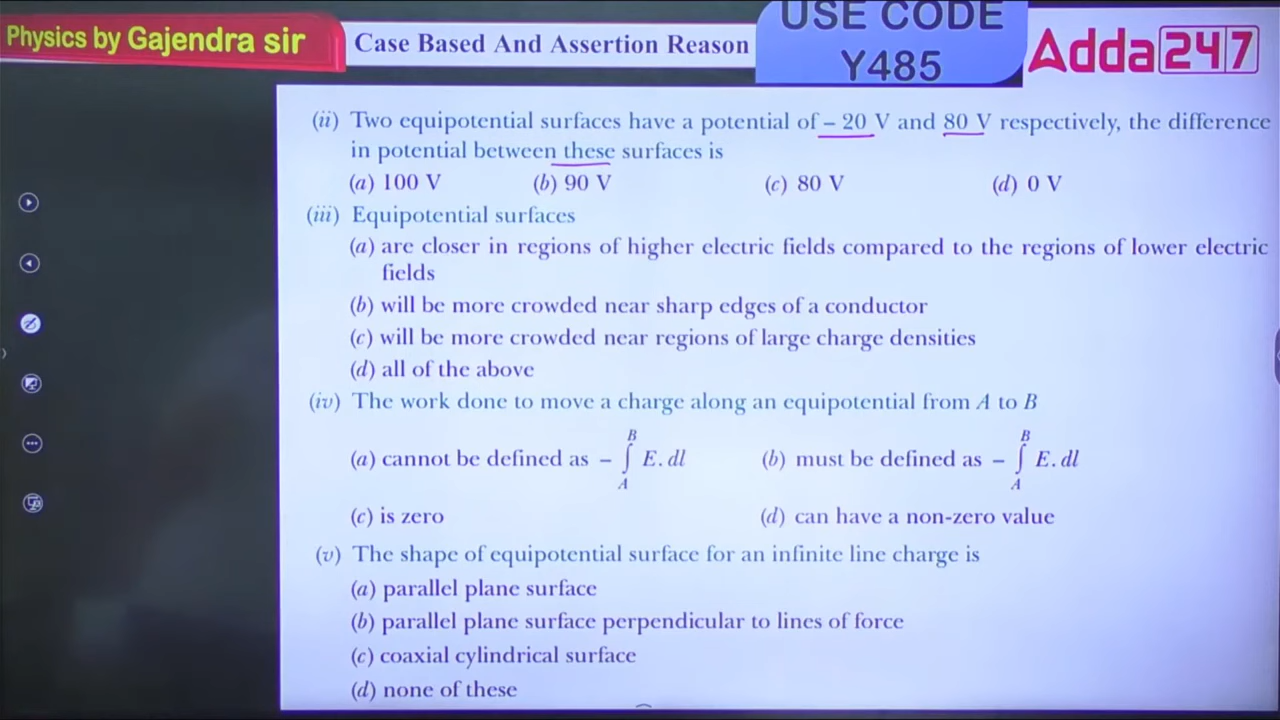 Physics by Gajendra sir
Case Based And Assertion Reason
USE CODE
Y485
Adda247
(ii) Two equipotential surfaces have a potential of – 20 V and 80 V respectively, the difference
in potential between these surfaces is
(a) 100 V (b) 90 V (c) 80 V (d) 0 V
(iii) Equipotential surfaces
(a) are closer in regions of higher electric fields compared to the regions of lower electric
fields
(b) will be more crowded near sharp edges of a conductor
(c) will be more crowded near regions of large charge densities
(d) all of the above
(iv) The work done to move a charge along an equipotential from A to B
(a) cannot be defined as – ∫_A^B E. dl (b) must be defined as – ∫_A^B E. dl
(c) is zero (d) can have a non-zero value
(v) The shape of equipotential surface for an infinite line charge is
(a) parallel plane surface
(b) parallel plane surface perpendicular to lines of force
(c) coaxial cylindrical surface
(d) none of these